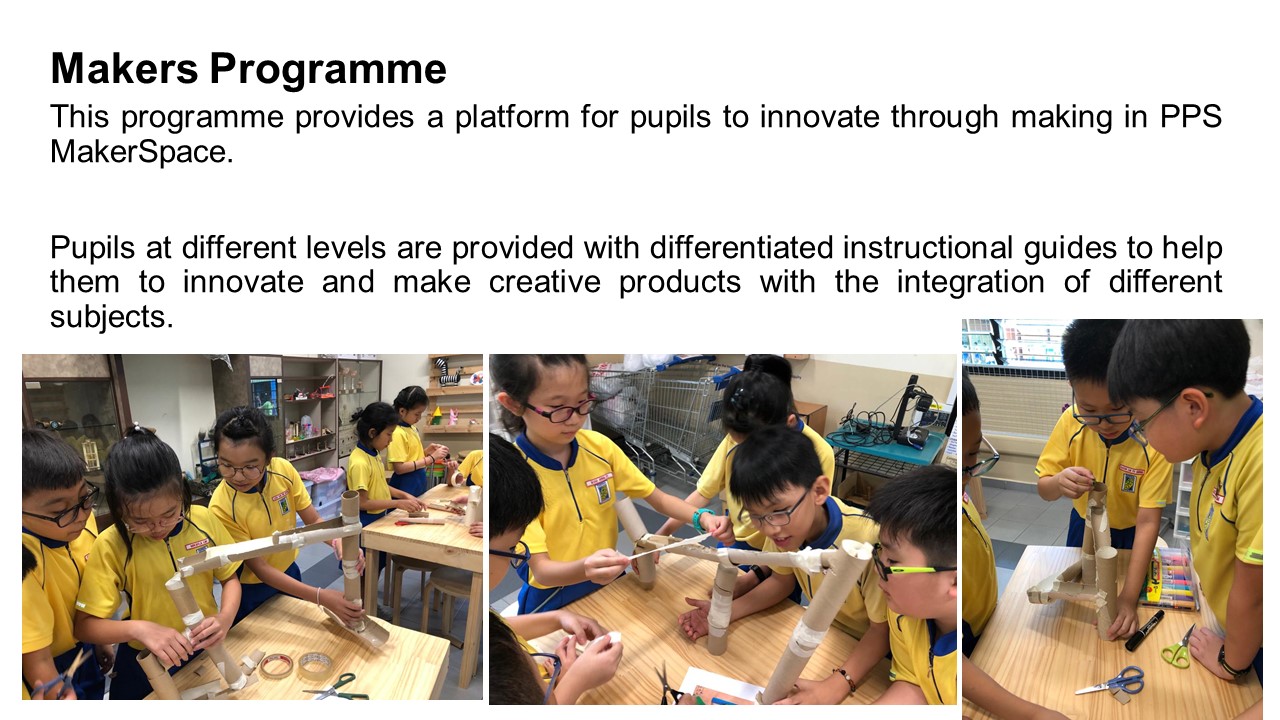 Makers Programme
This programme provides a platform for pupils to innovate through making in PPS
MakerSpace.
Pupils at different levels are provided with differentiated instructional guides to help
them to innovate and make creative products with the integration of different
subjects.